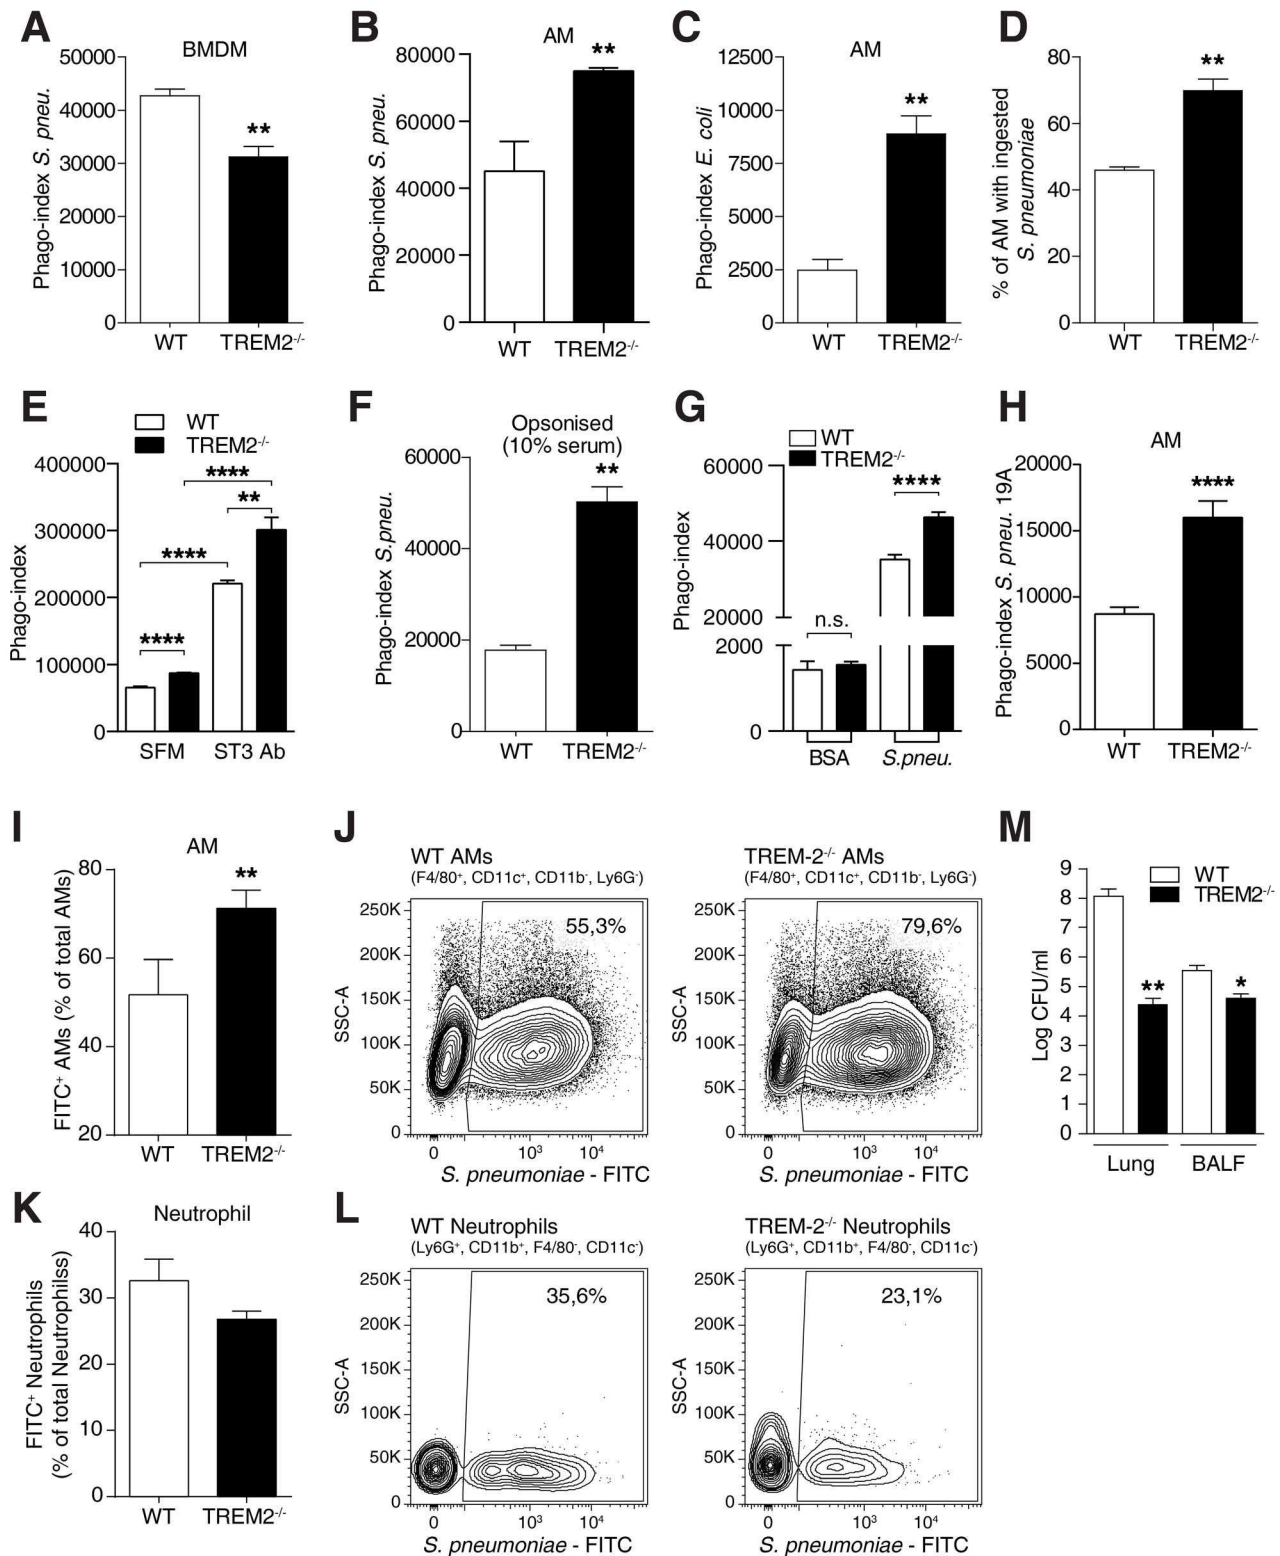 A
BMDM
Phago-index S. pneu.
50000
40000
30000
20000
10000
0
**
WT
TREM2-/-
B
AM
Phago-index S. pneu.
80000
60000
40000
20000
0
**
WT
TREM2-/-
C
AM
Phago-index E. coli
12500
10000
7500
5000
2500
0
**
WT
TREM2-/-
D
% of AM with ingested
S. pneumoniae
80
60
40
20
0
**
WT
TREM2-/-
E
WT
TREM2-/-
Phago-index
400000
300000
200000
100000
0
****
**
****
****
SFM
ST3 Ab
F
Opsonised
(10% serum)
Phago-index S.pneu.
60000
40000
20000
0
**
WT
TREM2-/-
G
WT
TREM2-/-
Phago-index
60000
40000
20000
2000
0
****
n.s.
BSA
S.pneu.
H
AM
Phago-index S. pneu. 19A
20000
15000
10000
5000
0
****
WT
TREM2-/-
I
AM
FITC+ AMs (% of total AMs)
80
60
40
20
**
WT
TREM2-/-
J
WT AMs
(F4/80+, CD11c+, CD11b-, Ly6G-)
55,3%
SSC-A
250K
200K
150K
100K
50K
0
0
10³
10⁴
S. pneumoniae - FITC
TREM-2-/- AMs
(F4/80+, CD11c+, CD11b-, Ly6G-)
79,6%
SSC-A
250K
200K
150K
100K
50K
0
0
10³
10⁴
S. pneumoniae - FITC
M
WT
TREM2-/-
Log CFU/ml
9
8
7
6
5
4
3
2
1
0
**
*
Lung
BALF
K
Neutrophil
FITC+ Neutrophils
(% of total Neutrophilss)
40
30
20
10
0
WT
TREM2-/-
L
WT Neutrophils
(Ly6G+, CD11b+, F4/80-, CD11c-)
35,6%
SSC-A
250K
200K
150K
100K
50K
0
0
10³
10⁴
S. pneumoniae - FITC
TREM-2-/- Neutrophils
(Ly6G+, CD11b+, F4/80-, CD11c-)
23,1%
SSC-A
250K
200K
150K
100K
50K
0
0
10³
10⁴
S. pneumoniae - FITC